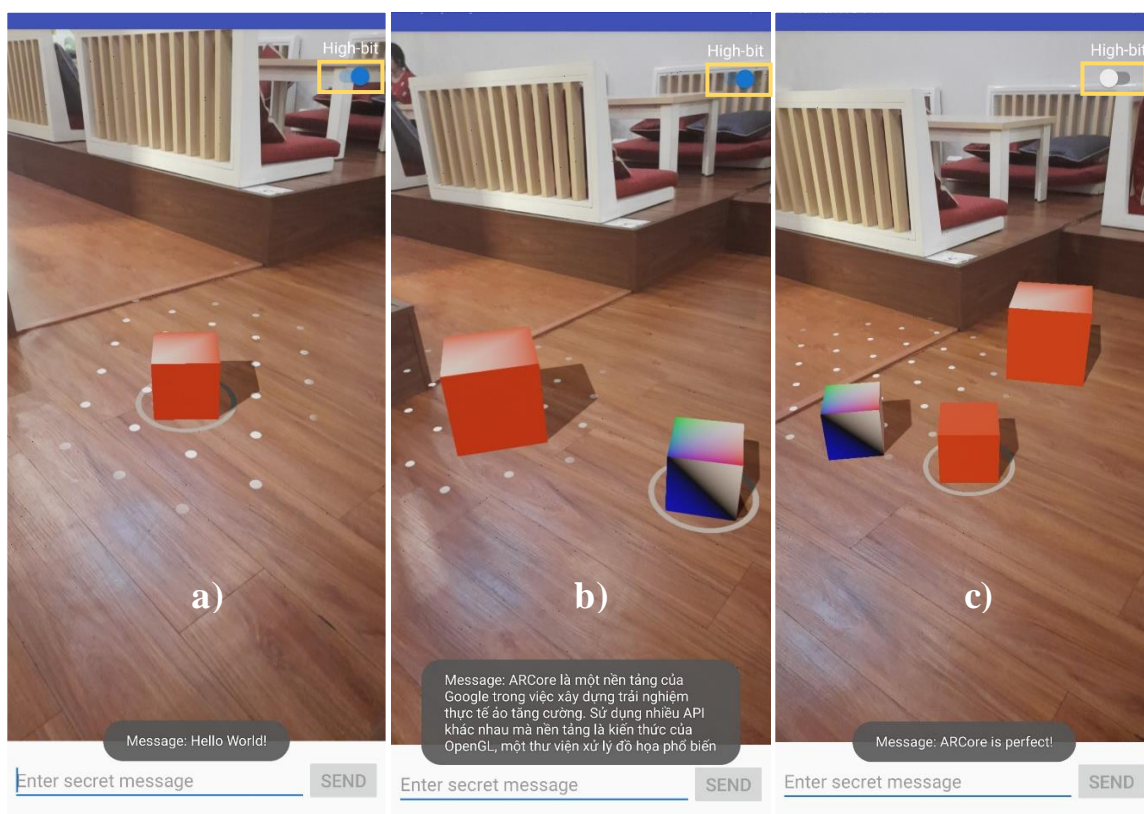 High-bit
a)
Message: Hello World!
Enter secret message
SEND
High-bit
b)
Message: ARCore là một nền tảng của
Google trong việc xây dựng trải nghiệm
thực tế ảo tăng cường. Sử dụng nhiều API
khác nhau mà nền tảng là kiến thức của
OpenGL, một thư viện xử lý đồ họa phổ biến
Enter secret message
SEND
High-bit
c)
Message: ARCore is perfect!
Enter secret message
SEND